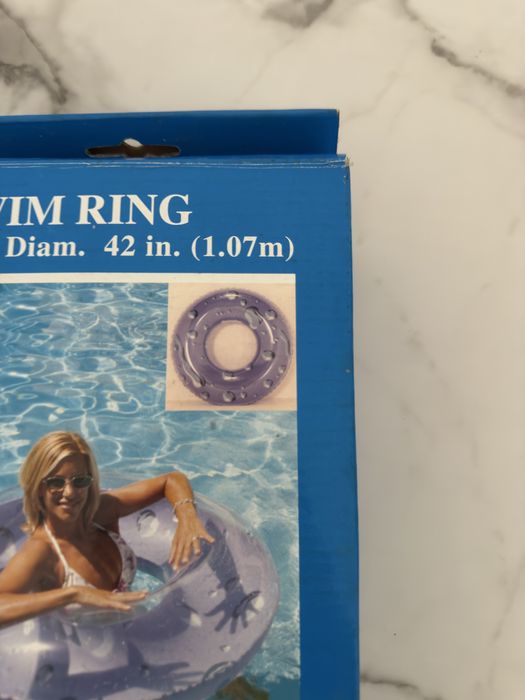 VIM RING
Diam. 42 in. (1.07m)